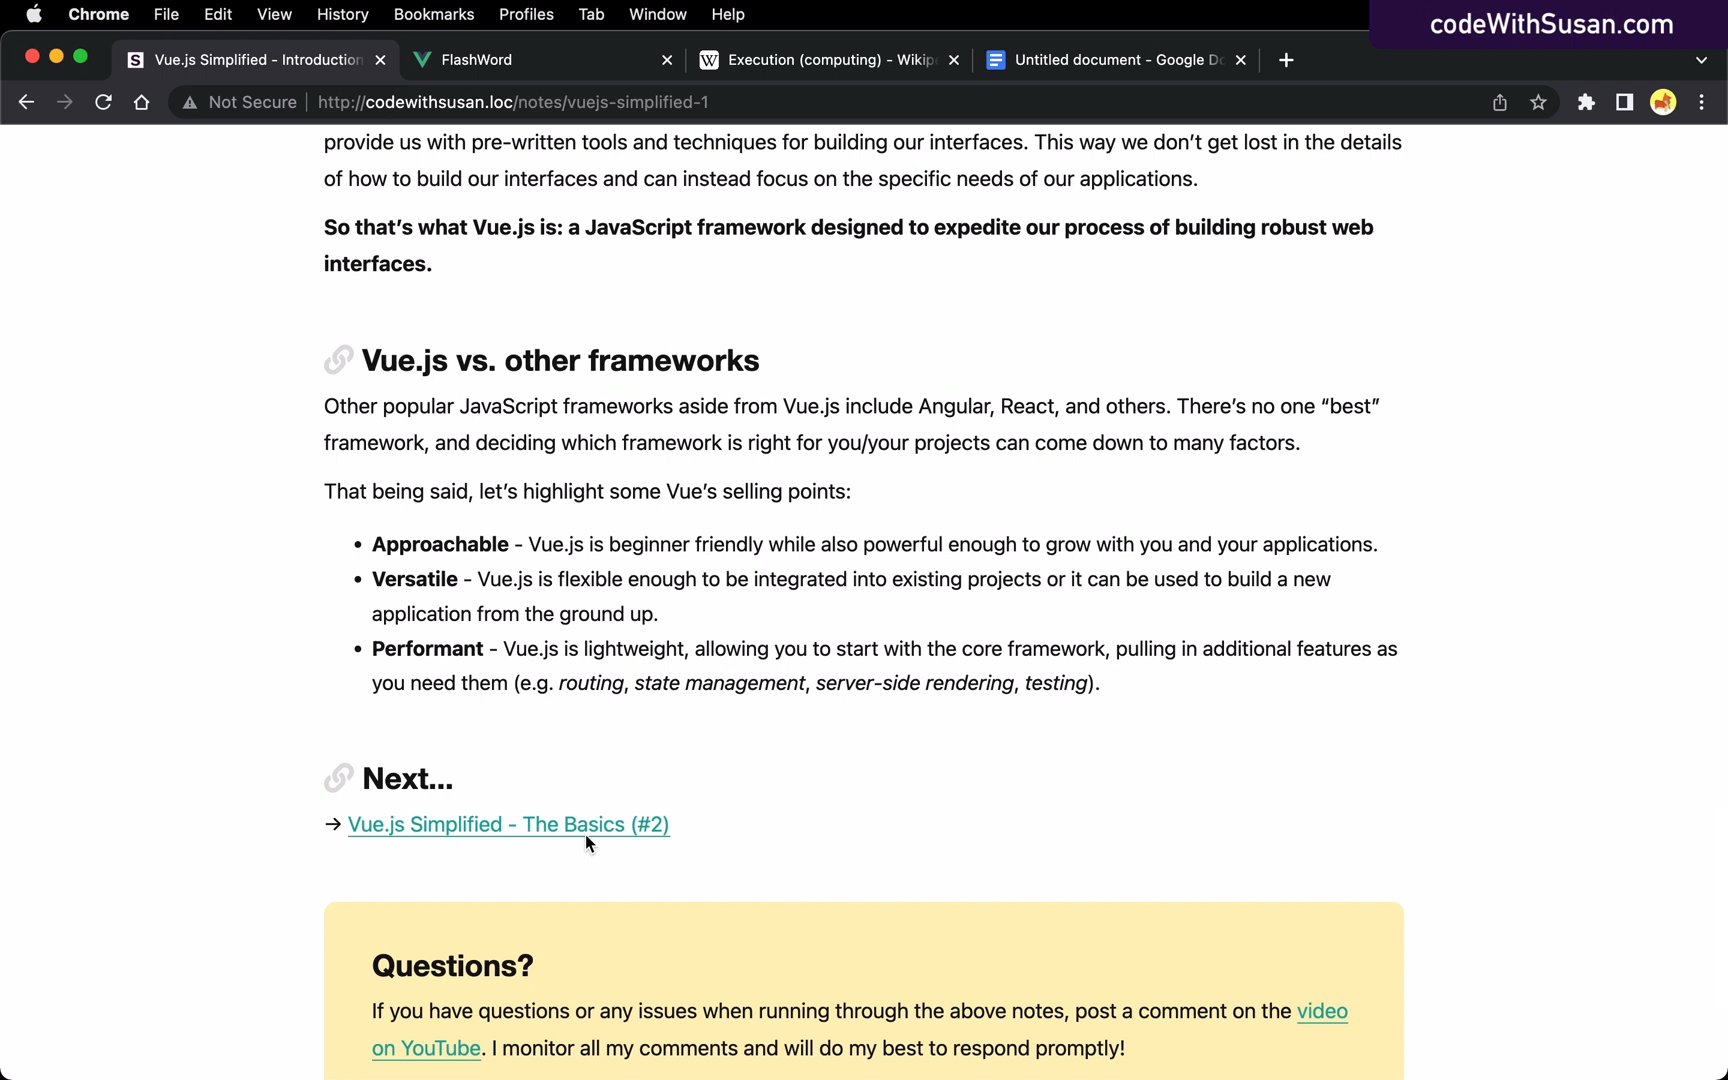 Chrome File Edit View History Bookmarks Profiles Tab Window Help
codeWithSusan.com
Vue.js Simplified - Introduction FlashWord Execution (computing) - Wikip Untitled document - Google Do
Not Secure http://codewithsusan.loc/notes/vuejs-simplified-1
provide us with pre-written tools and techniques for building our interfaces. This way we don’t get lost in the details
of how to build our interfaces and can instead focus on the specific needs of our applications.
So that’s what Vue.js is: a JavaScript framework designed to expedite our process of building robust web
interfaces.
Vue.js vs. other frameworks
Other popular JavaScript frameworks aside from Vue.js include Angular, React, and others. There’s no one “best”
framework, and deciding which framework is right for you/your projects can come down to many factors.
That being said, let’s highlight some Vue’s selling points:
• Approachable - Vue.js is beginner friendly while also powerful enough to grow with you and your applications.
• Versatile - Vue.js is flexible enough to be integrated into existing projects or it can be used to build a new
application from the ground up.
• Performant - Vue.js is lightweight, allowing you to start with the core framework, pulling in additional features as
you need them (e.g. routing, state management, server-side rendering, testing).
Next...
→ Vue.js Simplified - The Basics (#2)
Questions?
If you have questions or any issues when running through the above notes, post a comment on the video
on YouTube. I monitor all my comments and will do my best to respond promptly!